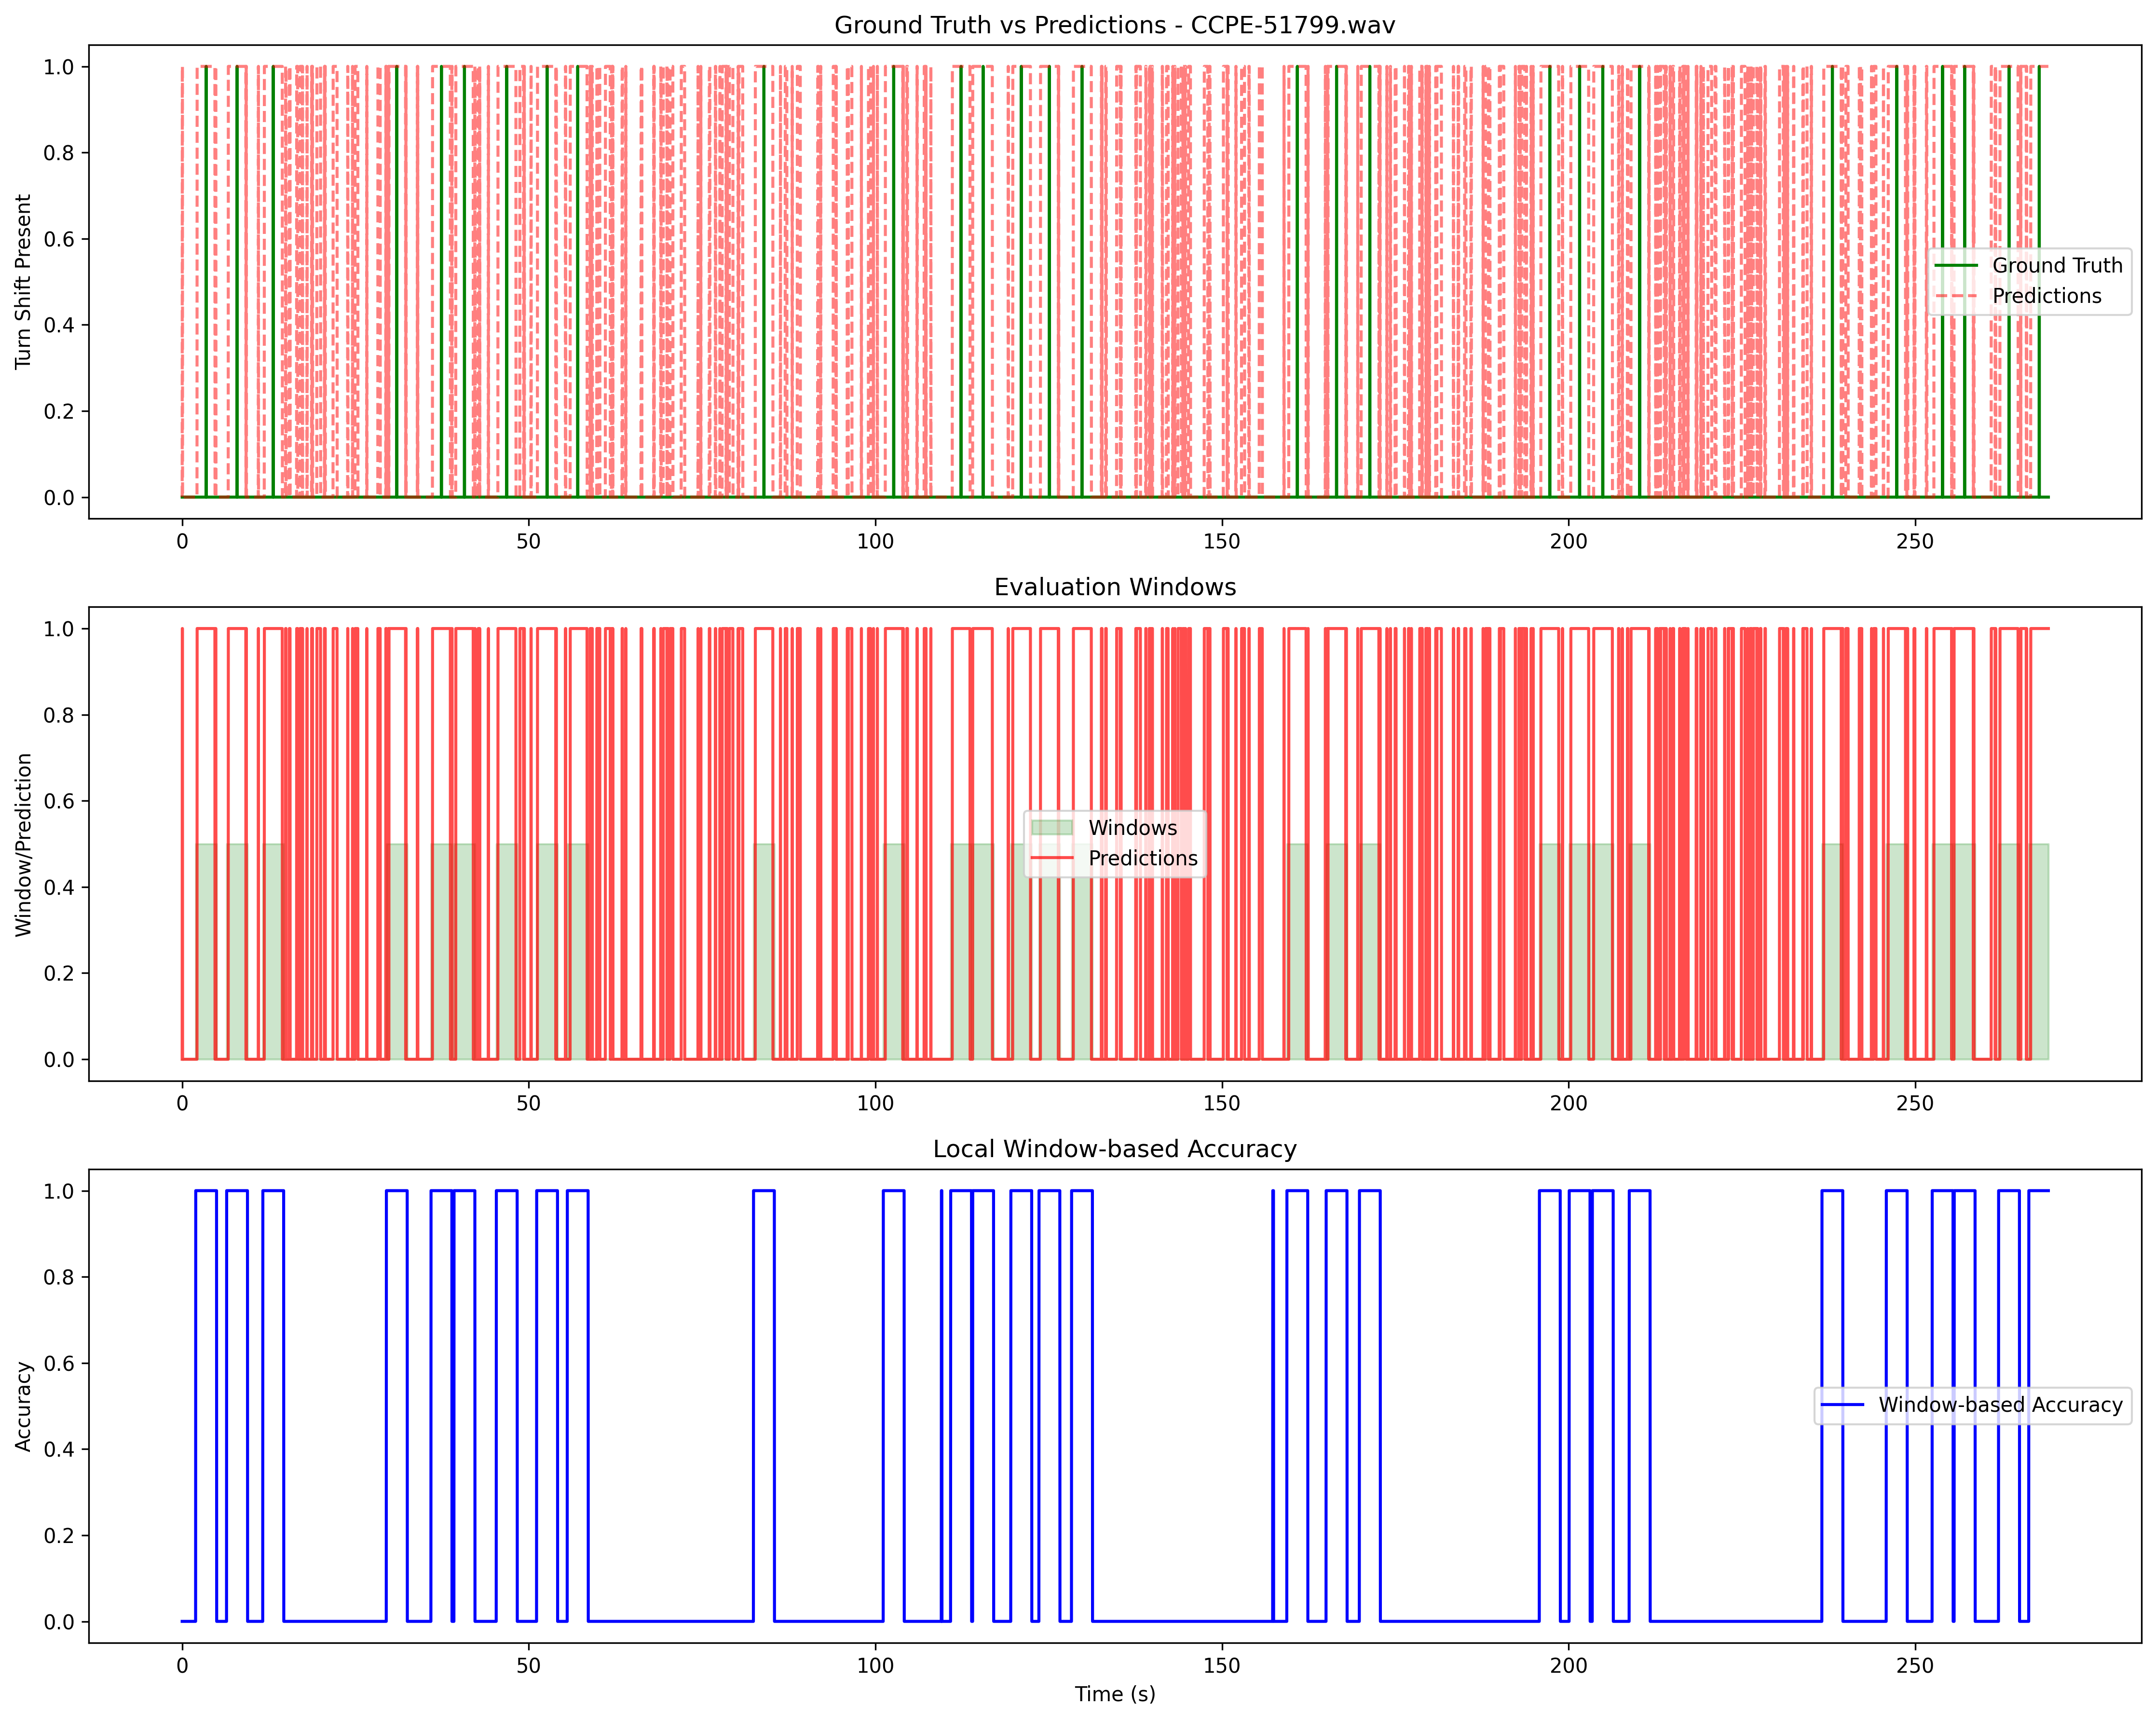 Ground Truth vs Predictions - CCPE-51799.wav
Turn Shift Present
1.0
0.8
0.6
0.4
0.2
0.0
Ground Truth
Predictions
0 50 100 150 200 250
Evaluation Windows
Window/Prediction
1.0
0.8
0.6
0.4
0.2
0.0
Windows
Predictions
0 50 100 150 200 250
Local Window-based Accuracy
Accuracy
1.0
0.8
0.6
0.4
0.2
0.0
Window-based Accuracy
0 50 100 150 200 250
Time (s)